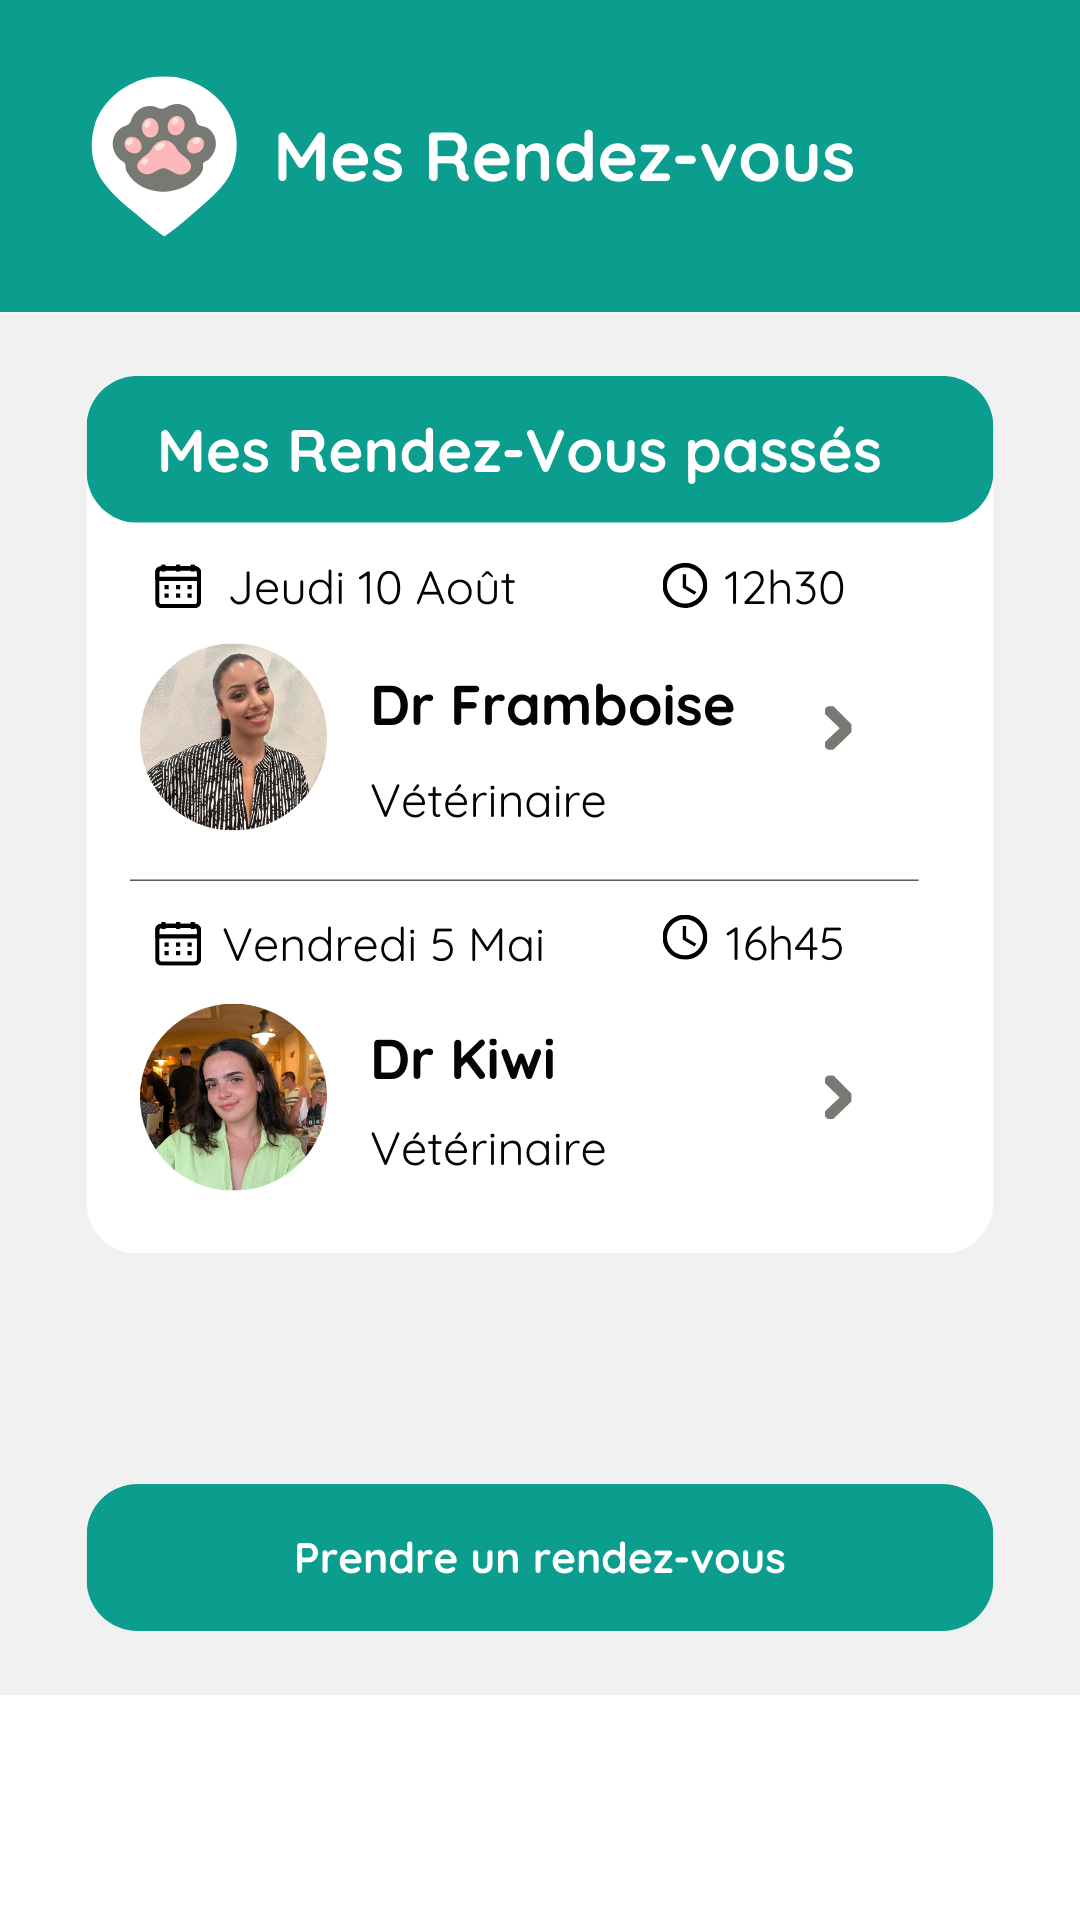 Mes Rendez-vous
Mes Rendez-Vous passés
Jeudi 10 Août 12h30
Dr Framboise
Vétérinaire
Vendredi 5 Mai 16h45
Dr Kiwi
Vétérinaire
Prendre un rendez-vous